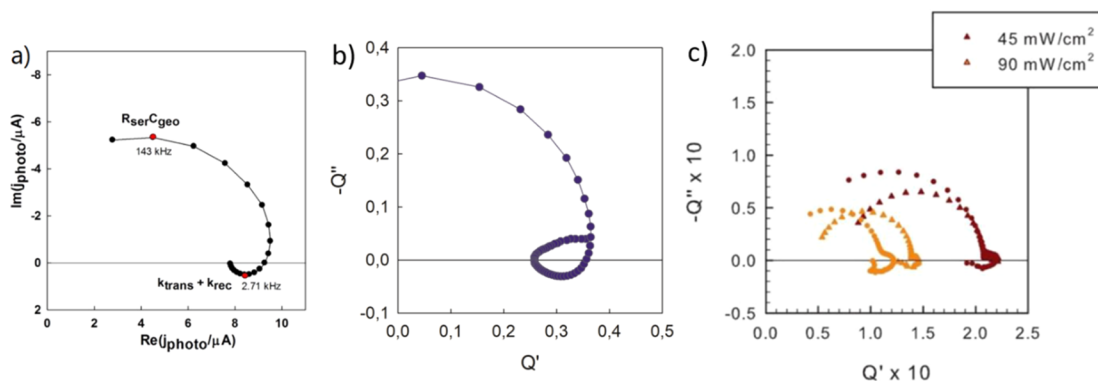 a)
Im(jphoto/µA)
-8
-6
-4
-2
0
2
RserCgeo
143 kHz
ktrans + krec
2.71 kHz
0 2 4 6 8 10
Re(jphoto/µA)
b)
-Q''
0,4
0,3
0,2
0,1
0,0
-0,1
0,0 0,1 0,2 0,3 0,4 0,5
Q'
c)
45 mW/cm²
90 mW/cm²
-Q'' x 10
2.0
1.5
1.0
0.5
0.0
-0.5
0.0 0.5 1.0 1.5 2.0 2.5
Q' x 10